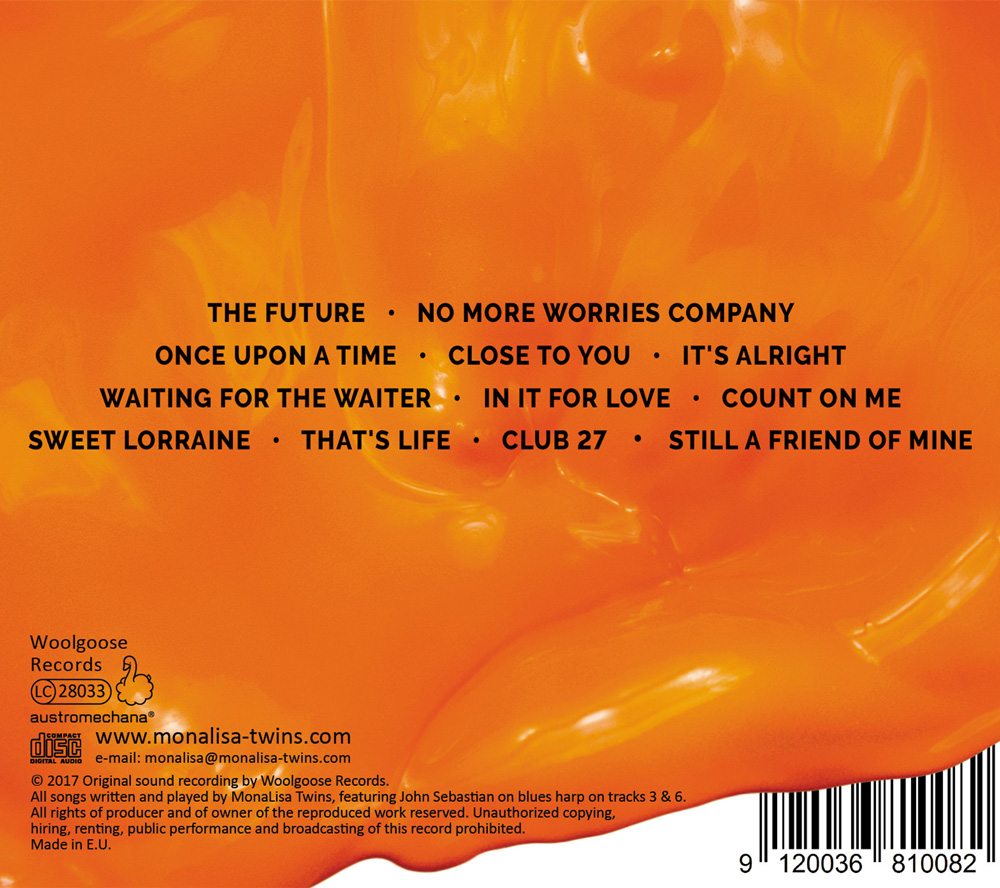 THE FUTURE • NO MORE WORRIES COMPANY
ONCE UPON A TIME • CLOSE TO YOU • IT'S ALRIGHT
WAITING FOR THE WAITER • IN IT FOR LOVE • COUNT ON ME
SWEET LORRAINE • THAT'S LIFE • CLUB 27 • STILL A FRIEND OF MINE
Woolgoose
Records
LC 28033
austromechana®
COMPACT
disc
DIGITAL AUDIO
www.monalisa-twins.com
e-mail: monalisa@monalisa-twins.com
© 2017 Original sound recording by Woolgoose Records.
All songs written and played by MonaLisa Twins, featuring John Sebastian on blues harp on tracks 3 & 6.
All rights of producer and of owner of the reproduced work reserved. Unauthorized copying,
hiring, renting, public performance and broadcasting of this record prohibited.
Made in E.U.
9 120036 810082